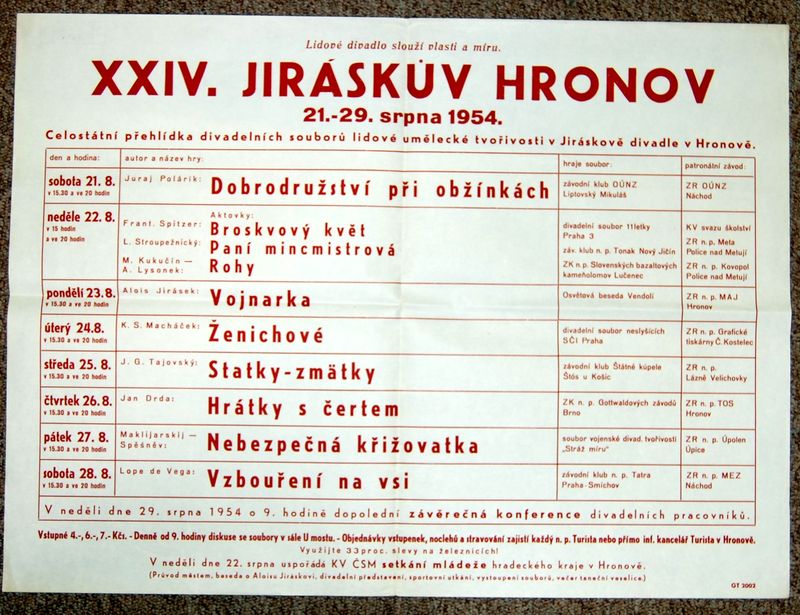 Lidové divadlo slouží vlasti a míru.
XXIV. JIRÁSKŮV HRONOV
21.-29. srpna 1954.
Celostátní přehlídka divadelních souborů lidové umělecké tvořivosti v Jiráskově divadle v Hronově.
den a hodina: autor a název hry: hraje soubor: patronátní závod:
sobota 21. 8. Juraj Polárik: Dobrodružství při obžínkách závodní klub OÚNZ ZR OÚNZ
v 15.30 a ve 20 hodin Liptovský Mikuláš Náchod
neděle 22. 8. Aktovky:
v 15 hodin Frant. Spitzer: Broskvový květ divadelní soubor 11letky KV svazu školství
a ve 20 hodin Praha 3
L. Stroupežnický: Paní mincmistrová záv. klub n. p. Tonak Nový Jičín ZR n. p. Meta
Police nad Metují
M. Kukučín — Rohy ZK n. p. Slovenských bazaltových ZR n. p. Kovopol
A. Lysonek: kameňolomov Lučenec Police nad Metují
pondělí 23. 8. Alois Jirásek: Vojnarka Osvětová beseda Vendolí ZR n. p. MAJ
v 15.30 a ve 20 hodin Hronov
úterý 24.8. K. S. Macháček: Ženichové divadelní soubor neslyšících ZR n. p. Grafické
v 15.30 a ve 20 hodin SČI Praha tiskárny Č. Kostelec
středa 25. 8. J. G. Tajovský: Statky-zmätky závodní klub Štátné kúpele ZR n. p.
v 15.30 a ve 20 hodin Štós u Košic Lázně Velichovky
čtvrtek 26. 8. Jan Drda: Hrátky s čertem ZK n. p. Gottwaldových závodů ZR n. p. TOS
v 15.30 a ve 20 hodin Brno Hronov
pátek 27. 8. Maklijarskij — Nebezpečná křižovatka soubor vojenské divad. tvořivosti ZR n. p. Úpolen
v 15.30 a ve 20 hodin Spěšněv: „Stráž míru“ Úpice
sobota 28. 8. Lope de Vega: Vzbouření na vsi závodní klub n. p. Tatra ZR n. p. MEZ
v 15.30 a ve 20 hodin Praha-Smíchov Náchod
V neděli dne 29. srpna 1954 o 9. hodině dopolední závěrečná konference divadelních pracovníků.
Vstupné 4.-, 6.-, 7.- Kčs. - Denně od 9. hodiny diskuse se soubory v sále U mostu. - Objednávky vstupenek, noclehů a stravování zajistí každý n. p. Turista nebo přímo inf. kancelář Turista v Hronově.
Využijte 33proc. slevy na železnicích!
V neděli dne 22. srpna uspořádá KV ČSM setkání mládeže hradeckého kraje v Hronově.
(Průvod městem, beseda o Aloisu Jiráskovi, divadelní představení, sportovní utkání, vystoupení souborů, večer taneční veselice.)
GT 2002